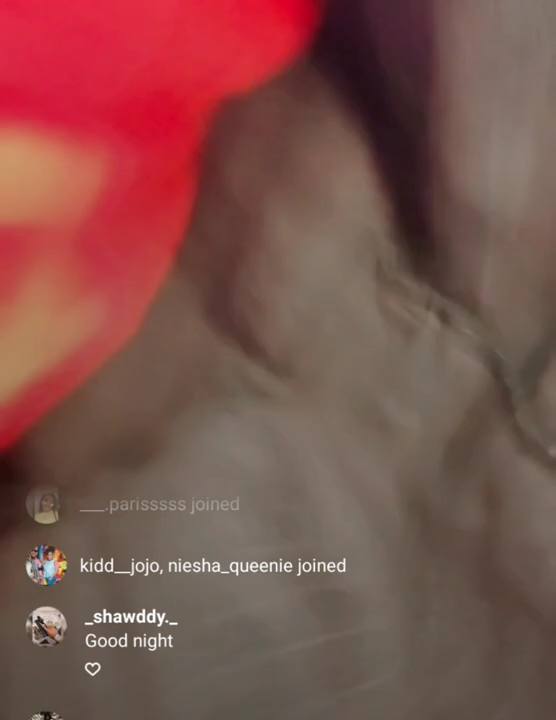 ___.parisssss joined
kidd__jojo, niesha_queenie joined
_shawddy._
Good night